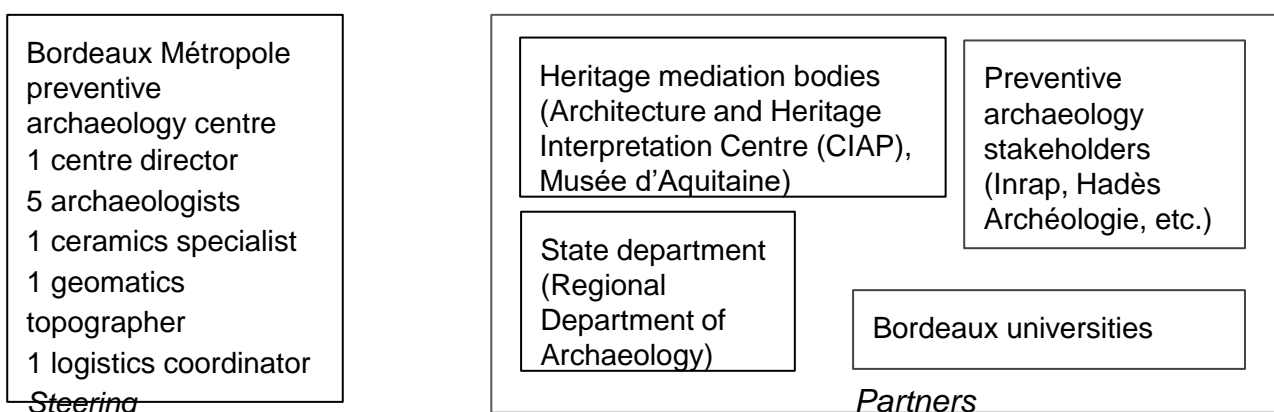 Bordeaux Métropole
preventive
archaeology centre
1 centre director
5 archaeologists
1 ceramics specialist
1 geomatics
topographer
1 logistics coordinator
Steering
Heritage mediation bodies
(Architecture and Heritage
Interpretation Centre (CIAP),
Musée d’Aquitaine)
Preventive
archaeology
stakeholders
(Inrap, Hadès
Archéologie, etc.)
State department
(Regional
Department of
Archaeology)
Bordeaux universities
Partners